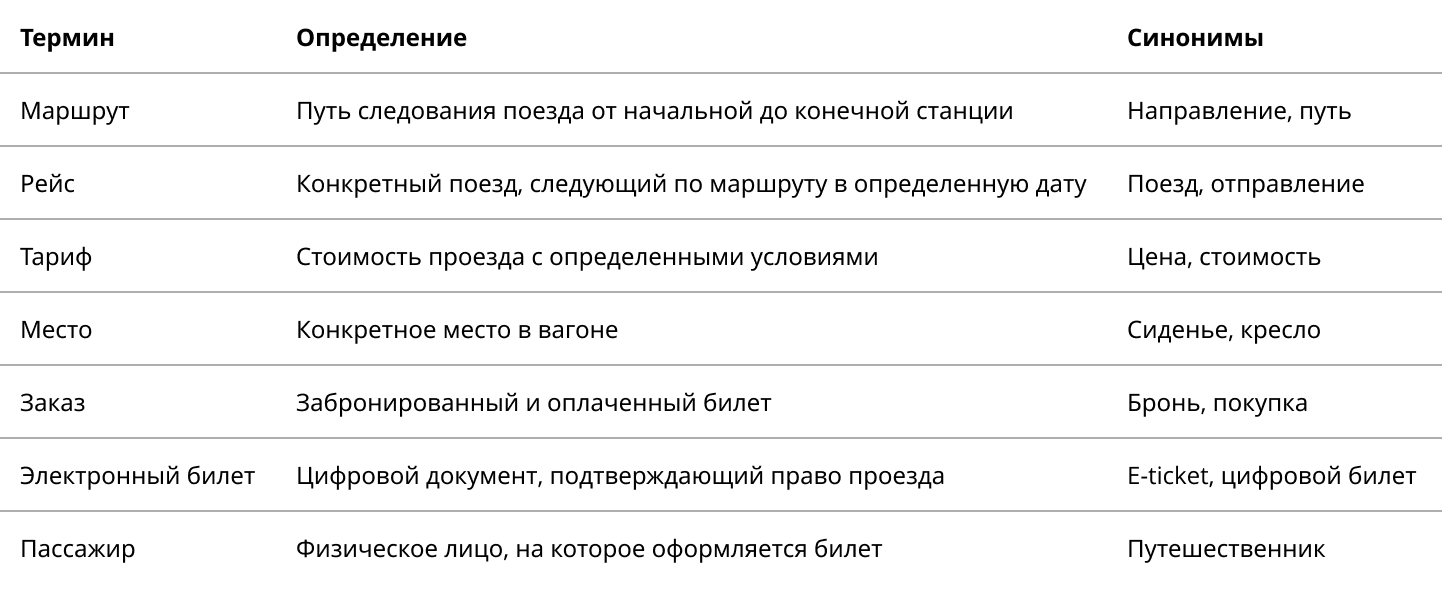 Термин Определение Синонимы
Маршрут Путь следования поезда от начальной до конечной станции Направление, путь
Рейс Конкретный поезд, следующий по маршруту в определенную дату Поезд, отправление
Тариф Стоимость проезда с определенными условиями Цена, стоимость
Место Конкретное место в вагоне Сиденье, кресло
Заказ Забронированный и оплаченный билет Бронь, покупка
Электронный билет Цифровой документ, подтверждающий право проезда E-ticket, цифровой билет
Пассажир Физическое лицо, на которое оформляется билет Путешественник